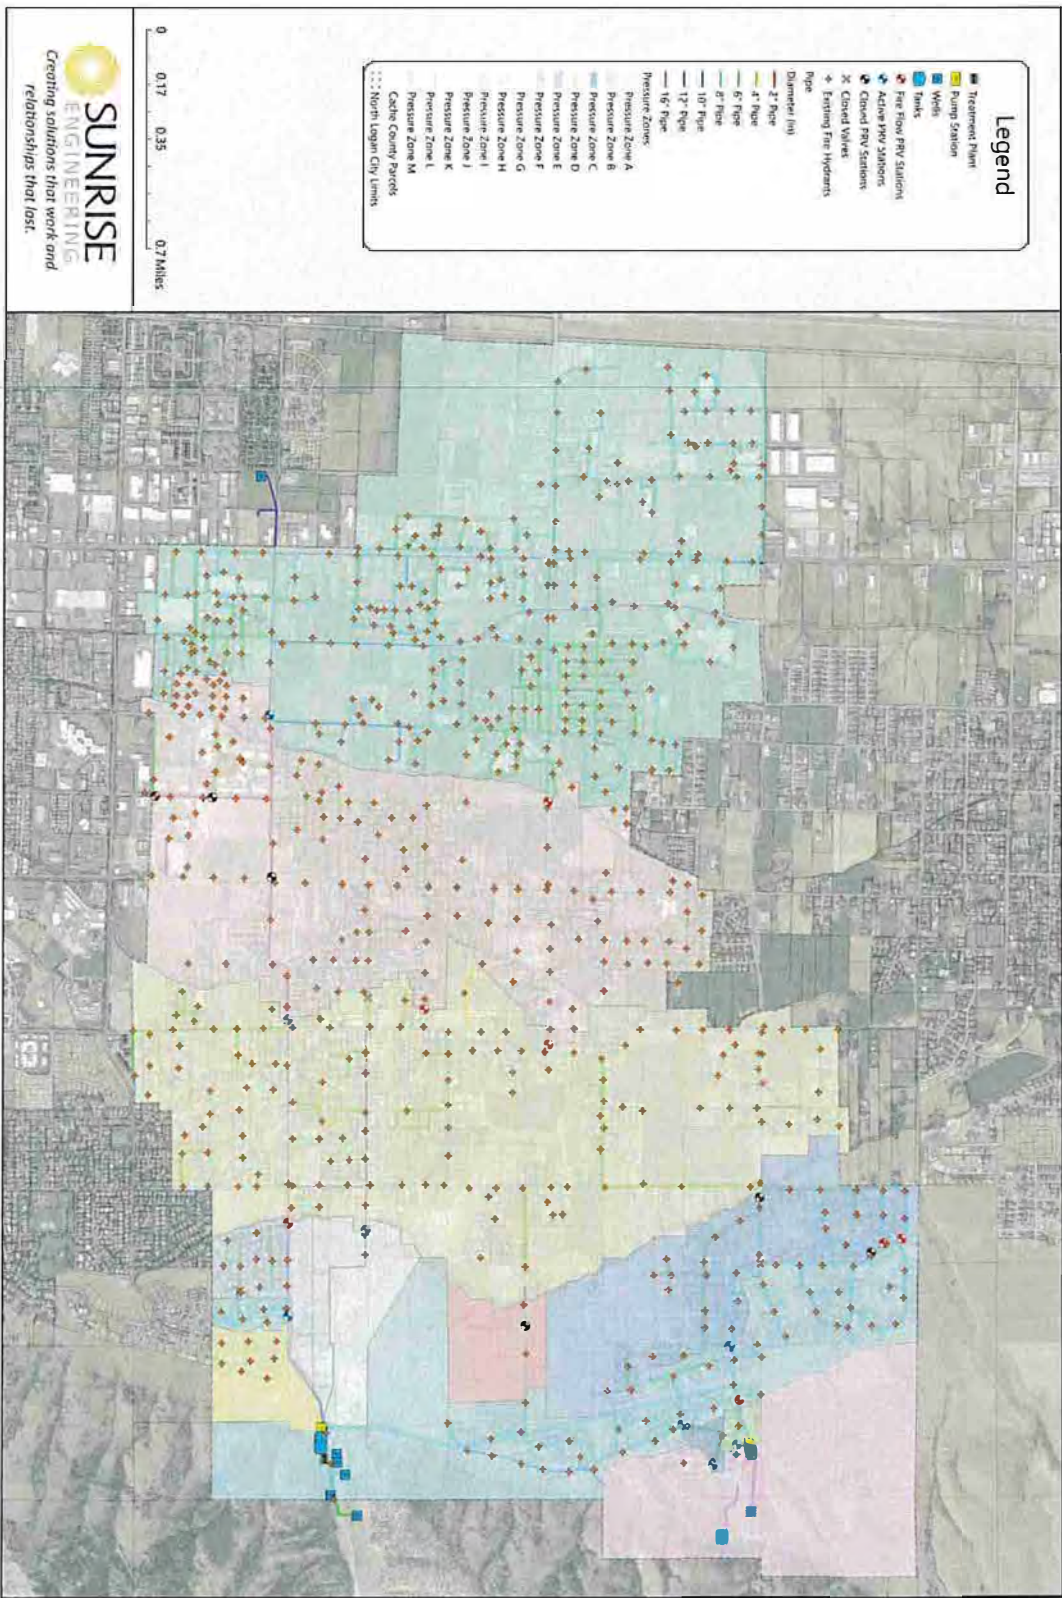 Legend
Treatment Plant
Pump Station
Wells
Tanks
Fire Flow PRV Stations
Active PRV Stations
Closed PRV Stations
Closed Valves
Existing Fire Hydrants
Pipe
Diameter (in)
2" Pipe
4" Pipe
6" Pipe
8" Pipe
10" Pipe
12" Pipe
16" Pipe
Pressure Zones
Pressure Zone A
Pressure Zone B
Pressure Zone C
Pressure Zone D
Pressure Zone E
Pressure Zone F
Pressure Zone G
Pressure Zone H
Pressure Zone I
Pressure Zone J
Pressure Zone K
Pressure Zone L
Pressure Zone M
Cache County Parcels
North Logan City Limits
0 0.17 0.35 0.7 Miles
SUNRISE
ENGINEERING
Creating solutions that work and
relationships that last.